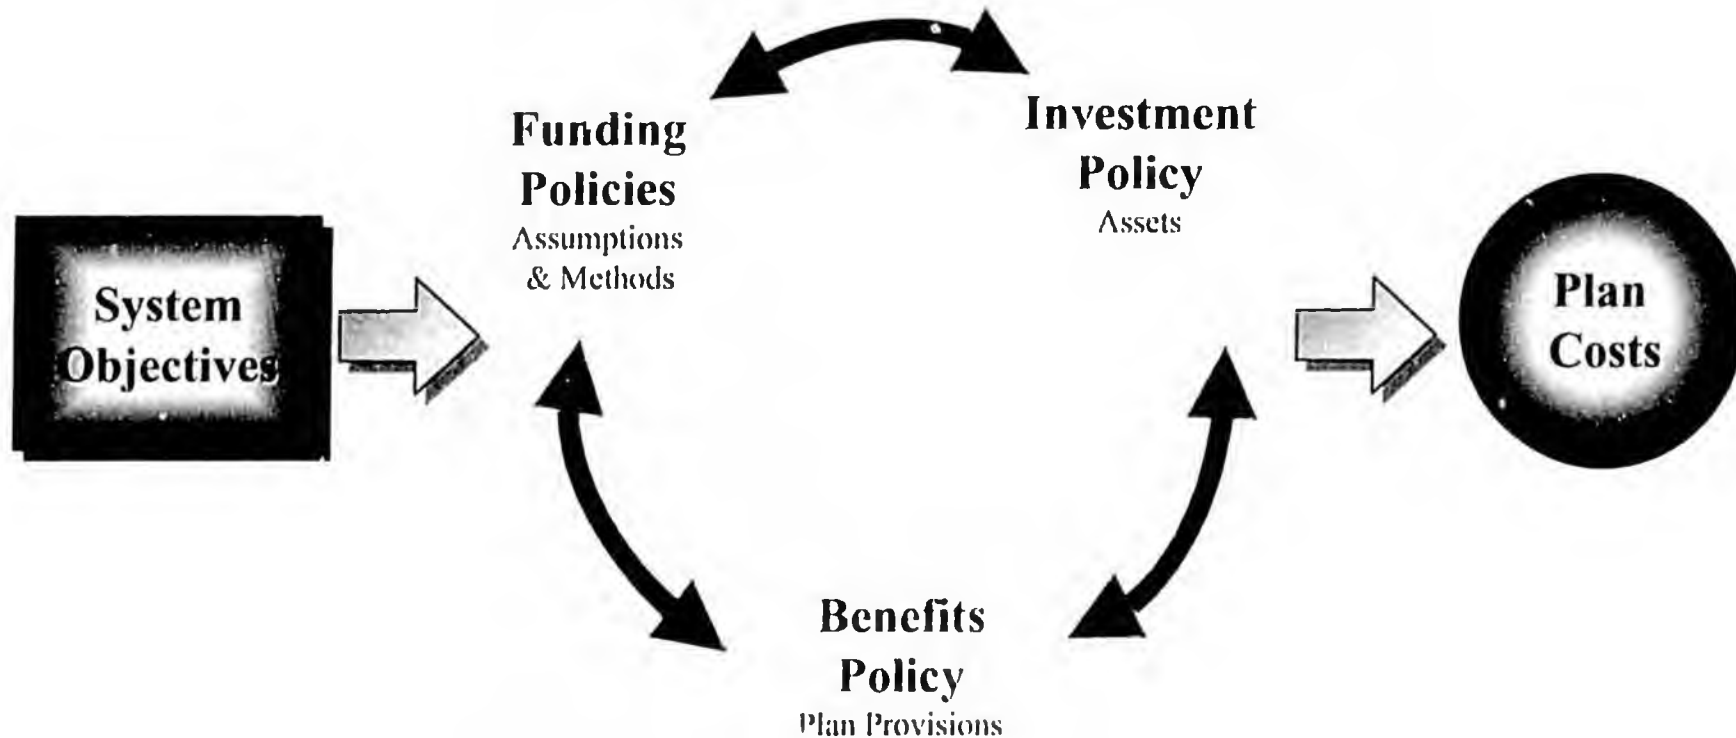 System
Objectives
Funding
Policies
Assumptions
& Methods
Investment
Policy
Assets
Benefits
Policy
Plan Provisions
Plan
Costs